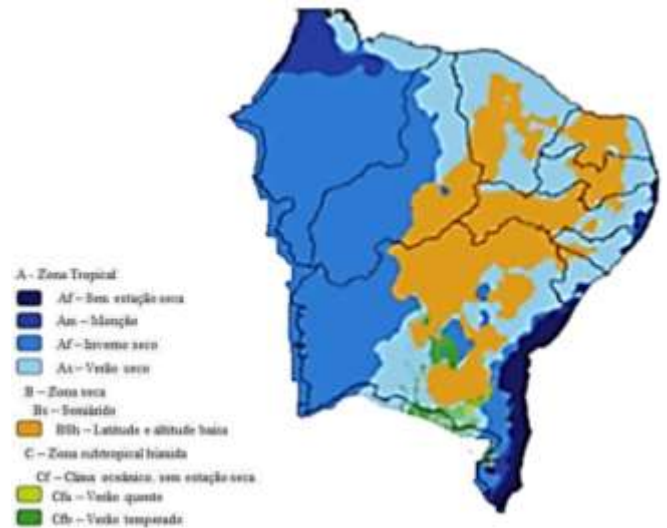 A - Zona Tropical
Af – Sem estação seca
Am – Monção
Af – Inverno seco
As – Verão seco
B – Zona seca
Bs – Semiárido
BSh – Latitude e altitude baixa
C – Zona subtropical húmida
Cf – Clima oceânico, sem estação seca
Cfa – Verão quente
Cfb – Verão temperado